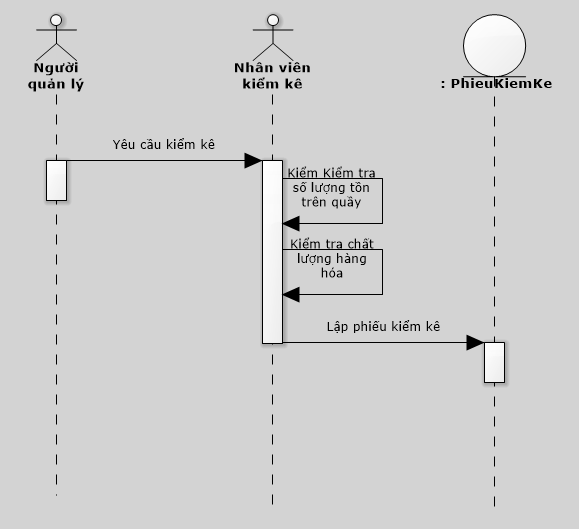 Người
quản lý
Nhân viên
kiểm kê
: PhieuKiemKe
Yêu cầu kiểm kê
Kiểm Kiểm tra
số lượng tồn
trên quầy
Kiểm tra chất
lượng hàng
hóa
Lập phiếu kiểm kê